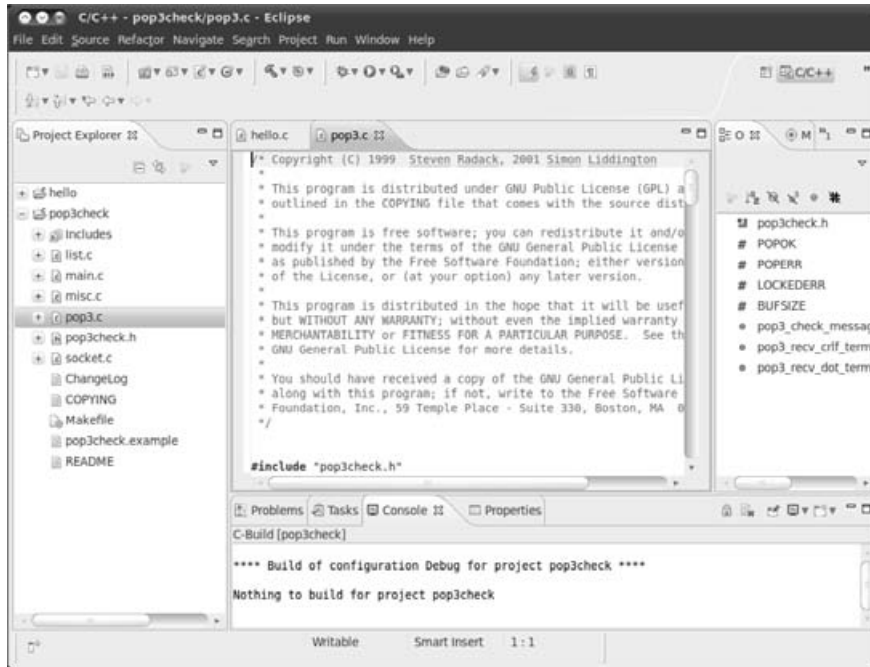 C/C++ - pop3check/pop3.c - Eclipse
File Edit Source Refactor Navigate Search Project Run Window Help
C/C++
Project Explorer
hello
pop3check
Includes
list.c
main.c
misc.c
pop3.c
pop3check.h
socket.c
ChangeLog
COPYING
Makefile
pop3check.example
README
hello.c pop3.c
/* Copyright (C) 1999 Steven Radack, 2001 Simon Liddington
*
* This program is distributed under GNU Public License (GPL) a
* outlined in the COPYING file that comes with the source dist
*
* This program is free software; you can redistribute it and/o
* modify it under the terms of the GNU General Public License
* as published by the Free Software Foundation; either version
* of the License, or (at your option) any later version.
*
* This program is distributed in the hope that it will be usef
* but WITHOUT ANY WARRANTY; without even the implied warranty
* MERCHANTABILITY or FITNESS FOR A PARTICULAR PURPOSE. See th
* GNU General Public License for more details.
*
* You should have received a copy of the GNU General Public Li
* along with this program; if not, write to the Free Software
* Foundation, Inc., 59 Temple Place - Suite 330, Boston, MA 0
*/
#include "pop3check.h"
O M "1
pop3check.h
# POPOK
# POPERR
# LOCKEDERR
# BUFSIZE
pop3_check_messag
pop3_recv_crlf_term
pop3_recv_dot_term
Problems Tasks Console Properties
C-Build [pop3check]
**** Build of configuration Debug for project pop3check ****
Nothing to build for project pop3check
Writable Smart Insert 1:1